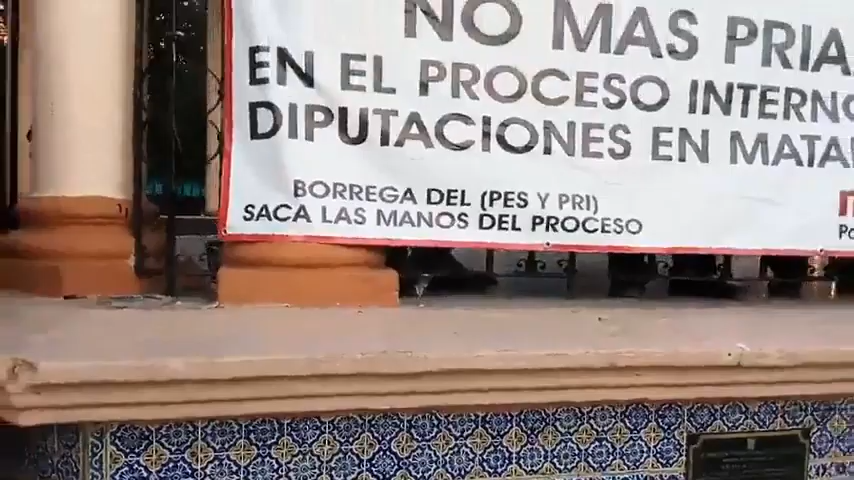 NO MAS PRIA
EN EL PROCESO INTERNO
DIPUTACIONES EN MATA
BORREGA DEL (PES Y PRI)
SACA LAS MANOS DEL PROCESO